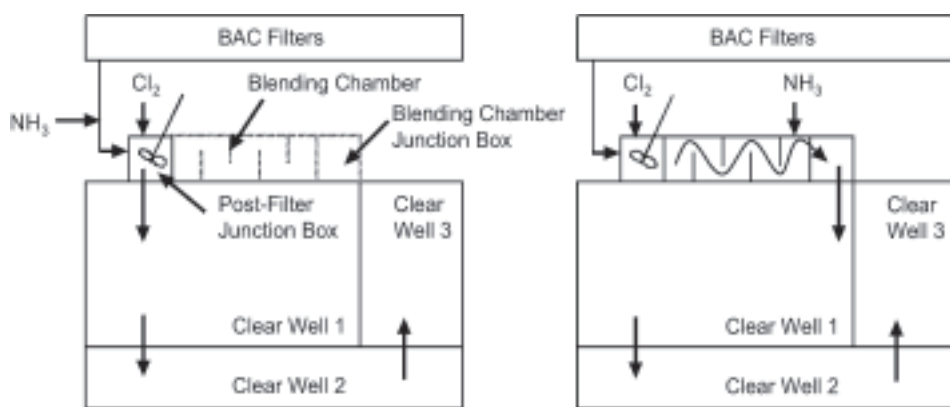 BAC Filters
Cl2
Blending Chamber
NH3
Blending Chamber
Junction Box
Post-Filter
Junction Box
Clear
Well 3
Clear Well 1
Clear Well 2
BAC Filters
Cl2
NH3
Clear
Well 3
Clear Well 1
Clear Well 2